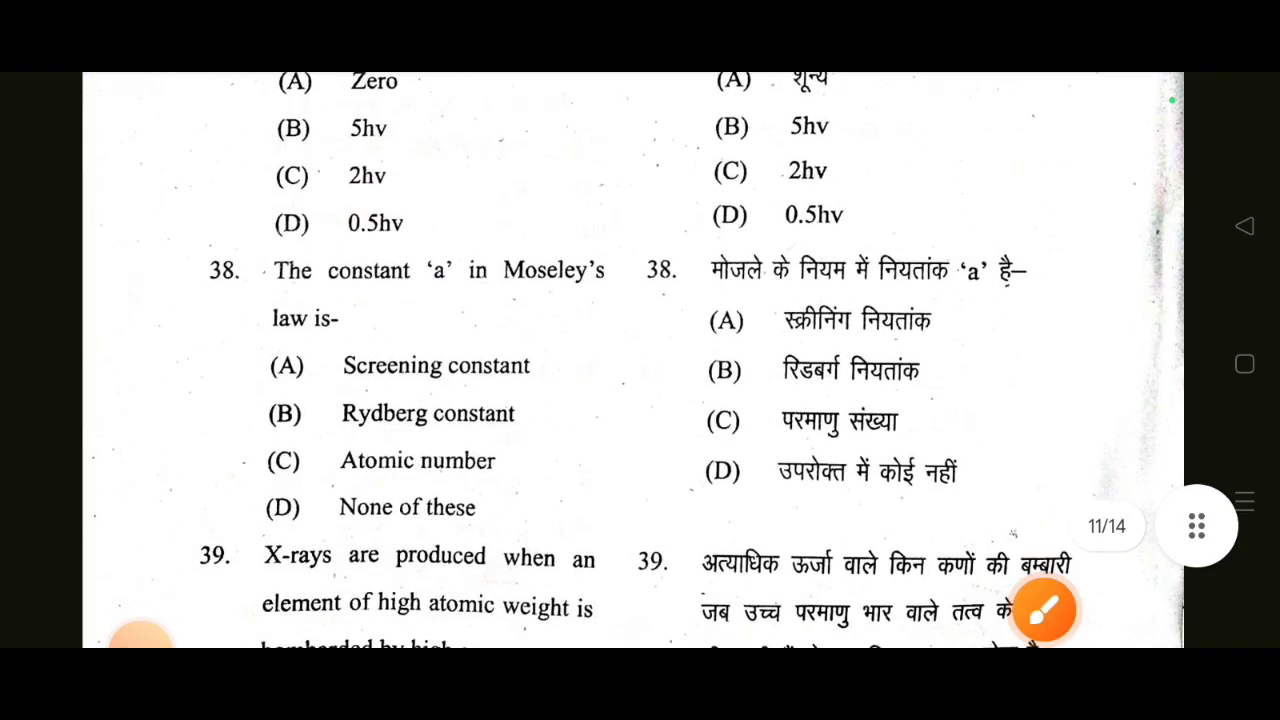 (A) Zero
(B) 5hv
(C) 2hv
(D) 0.5hv
38. The constant ‘a’ in Moseley’s
law is-
(A) Screening constant
(B) Rydberg constant
(C) Atomic number
(D) None of these
39. X-rays are produced when an
element of high atomic weight is
bombarded by high
(A) शून्य
(B) 5hv
(C) 2hv
(D) 0.5hv
38. मोजले के नियम में नियतांक ‘a’ है–
(A) स्क्रीनिंग नियतांक
(B) रिडबर्ग नियतांक
(C) परमाणु संख्या
(D) उपरोक्त में कोई नहीं
39. अत्याधिक ऊर्जा वाले किन कणों की बम्बारी
जब उच्च परमाणु भार वाले तत्व के
11/14